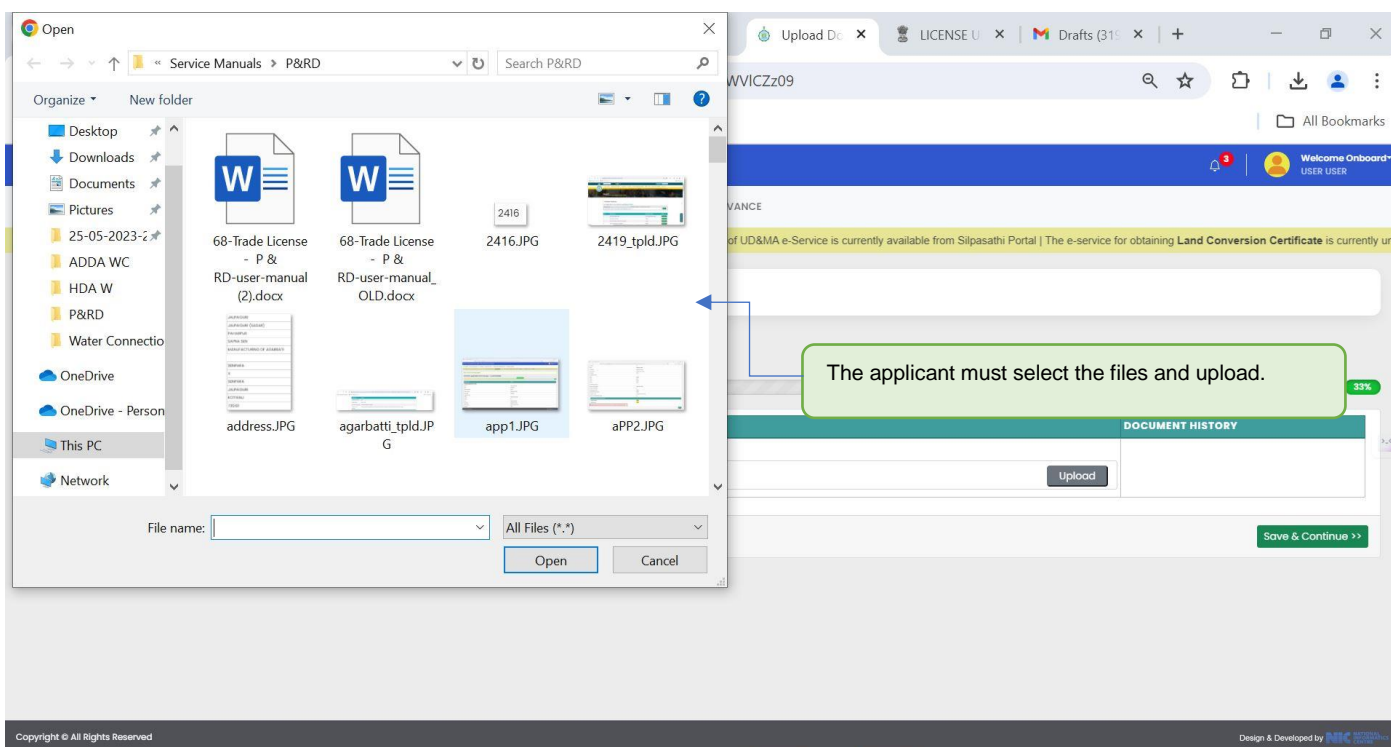 Open
Upload Do
LICENSE U
Drafts (319
Service Manuals > P&RD
Search P&RD
WVlCZz09
Organize
New folder
All Bookmarks
Desktop
Downloads
Documents
Pictures
25-05-2023-2
ADDA WC
HDA W
P&RD
Water Connectio
OneDrive
OneDrive - Person
This PC
Network
68-Trade License
- P &
RD-user-manual
(2).docx
68-Trade License
- P &
RD-user-manual_
OLD.docx
2416
2416.JPG
2419_tpld.JPG
address.JPG
agarbatti_tpld.JP
G
app1.JPG
aPP2.JPG
File name:
All Files (*.*)
Open
Cancel
3
Welcome Onboard
USER USER
VANCE
of UD&MA e-Service is currently available from Silpasathi Portal | The e-service for obtaining Land Conversion Certificate is currently un
The applicant must select the files and upload.
33%
DOCUMENT HISTORY
Upload
Save & Continue >>
Copyright © All Rights Reserved
Design & Developed by NIC